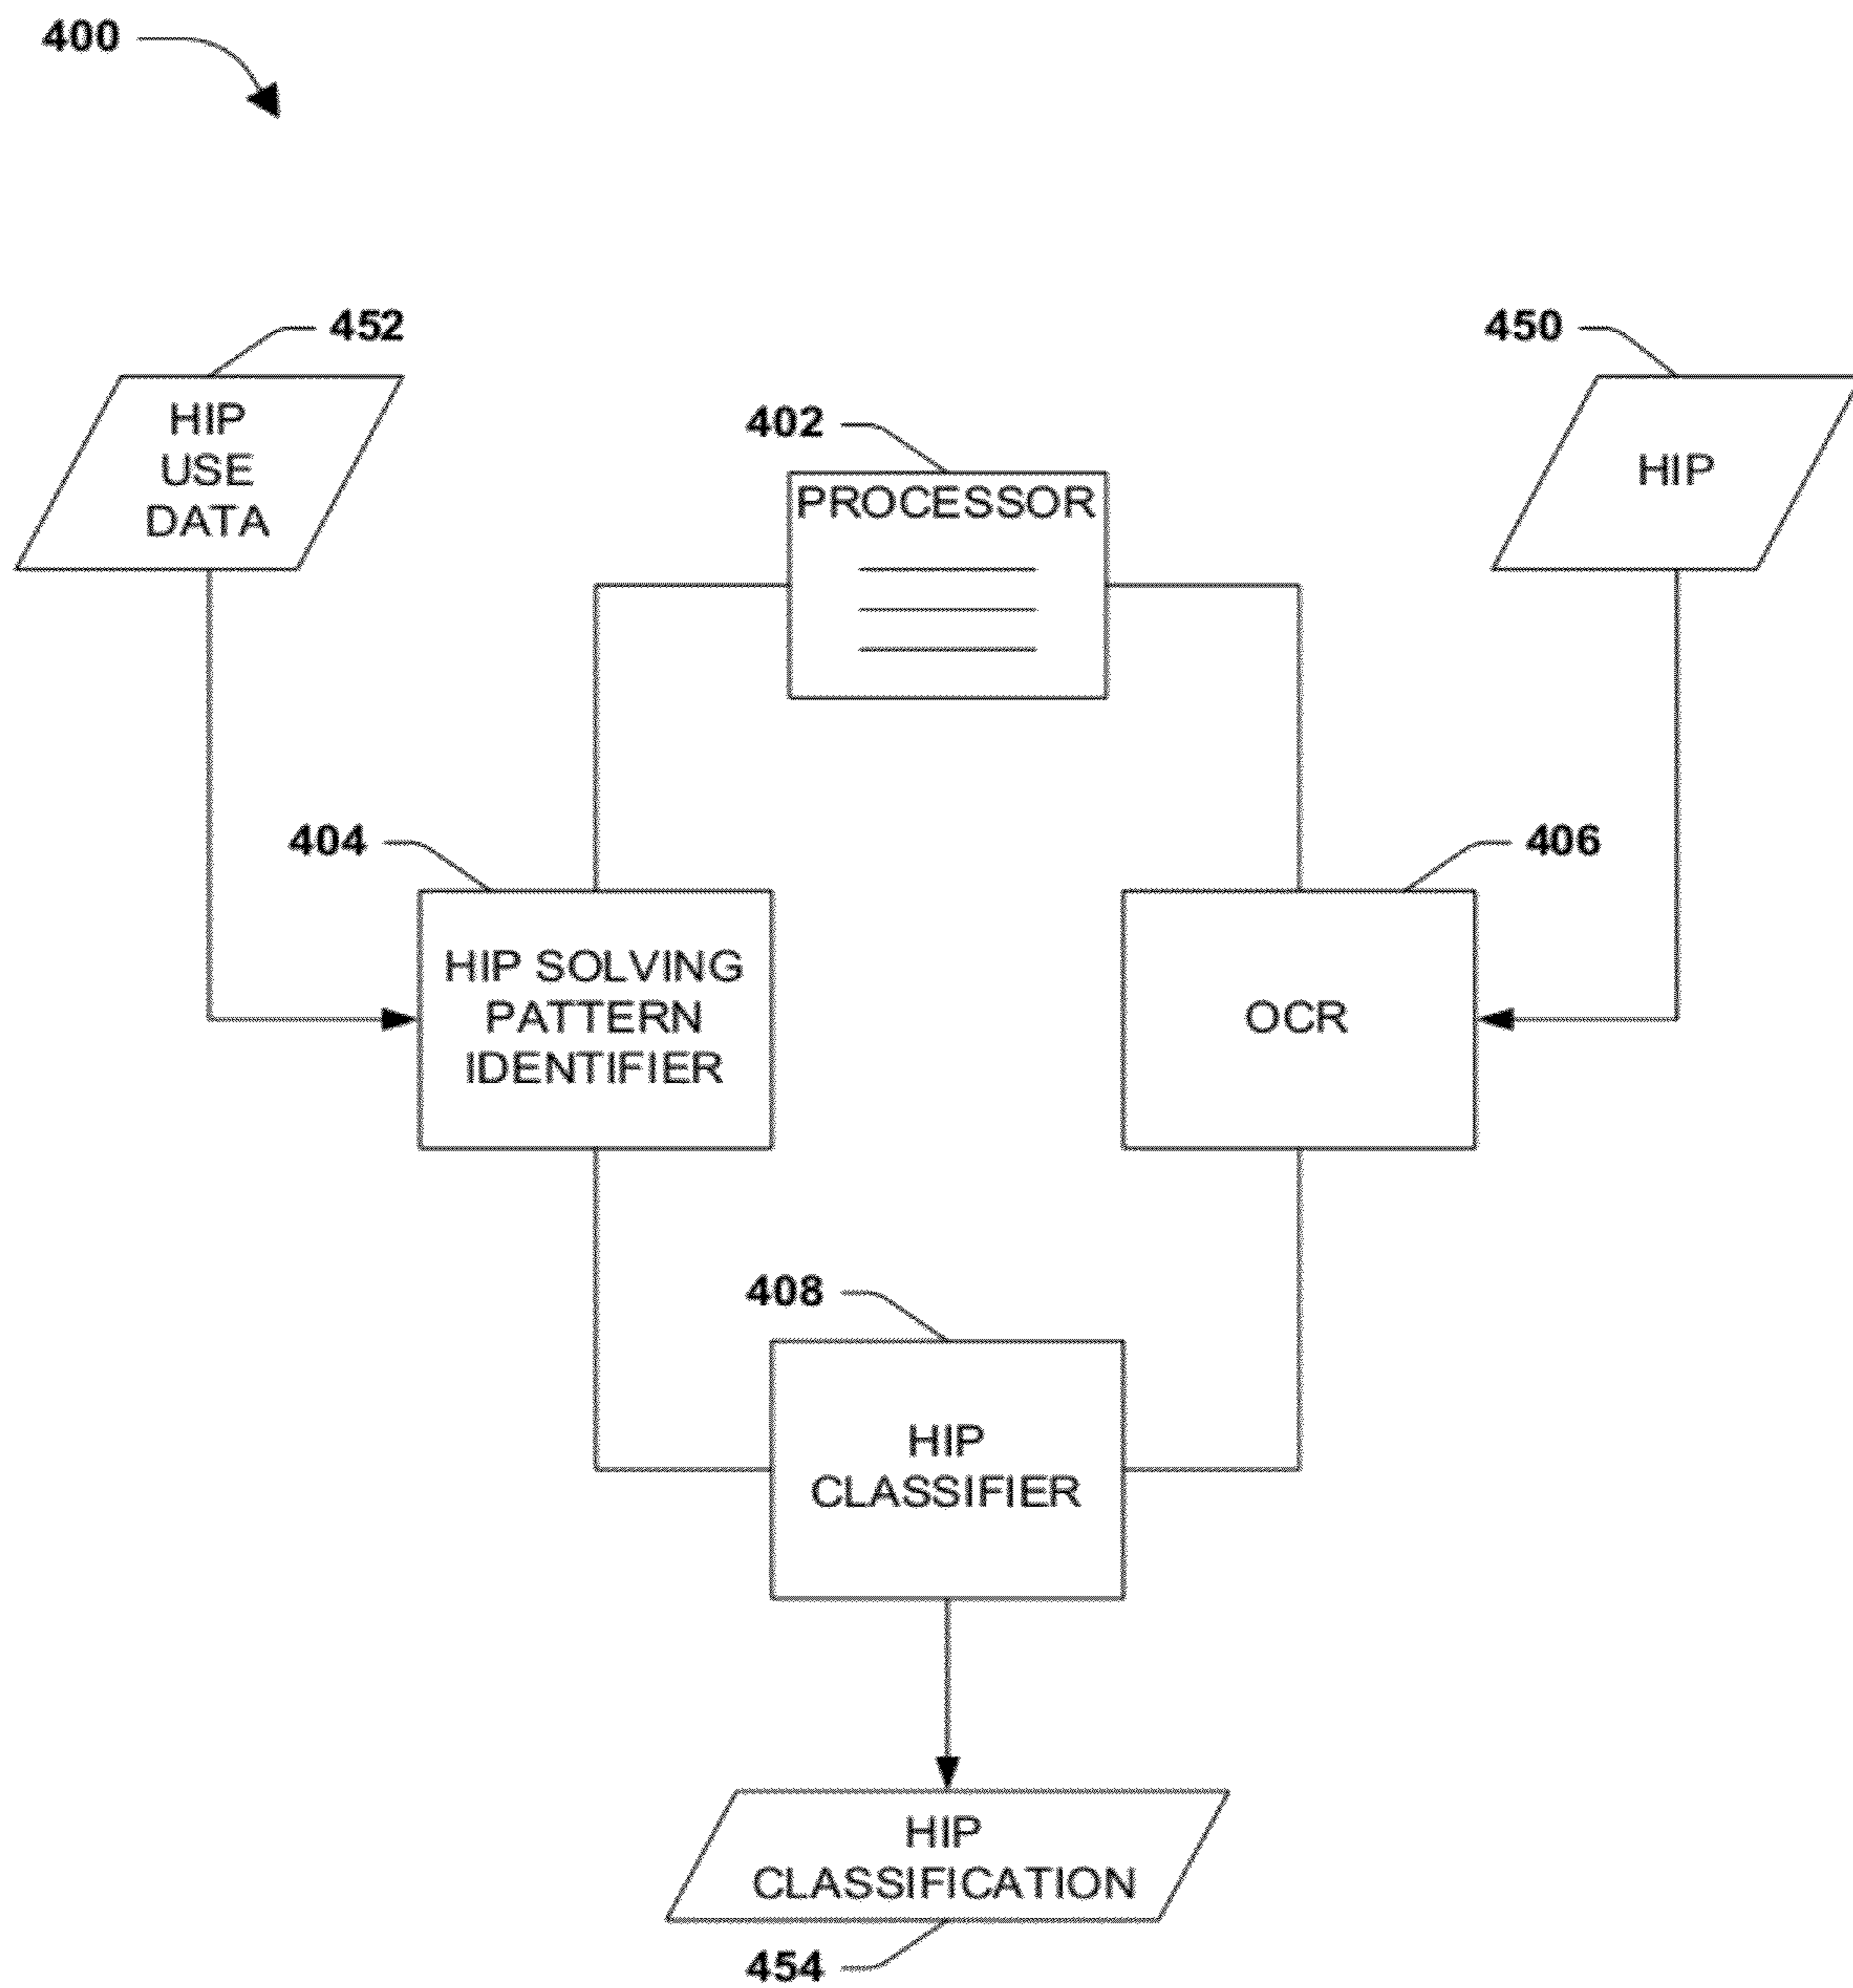 400
452
450
HIP
USE
DATA
402
PROCESSOR
HIP
404
406
HIP SOLVING
PATTERN
IDENTIFIER
OCR
408
HIP
CLASSIFIER
HIP
CLASSIFICATION
454